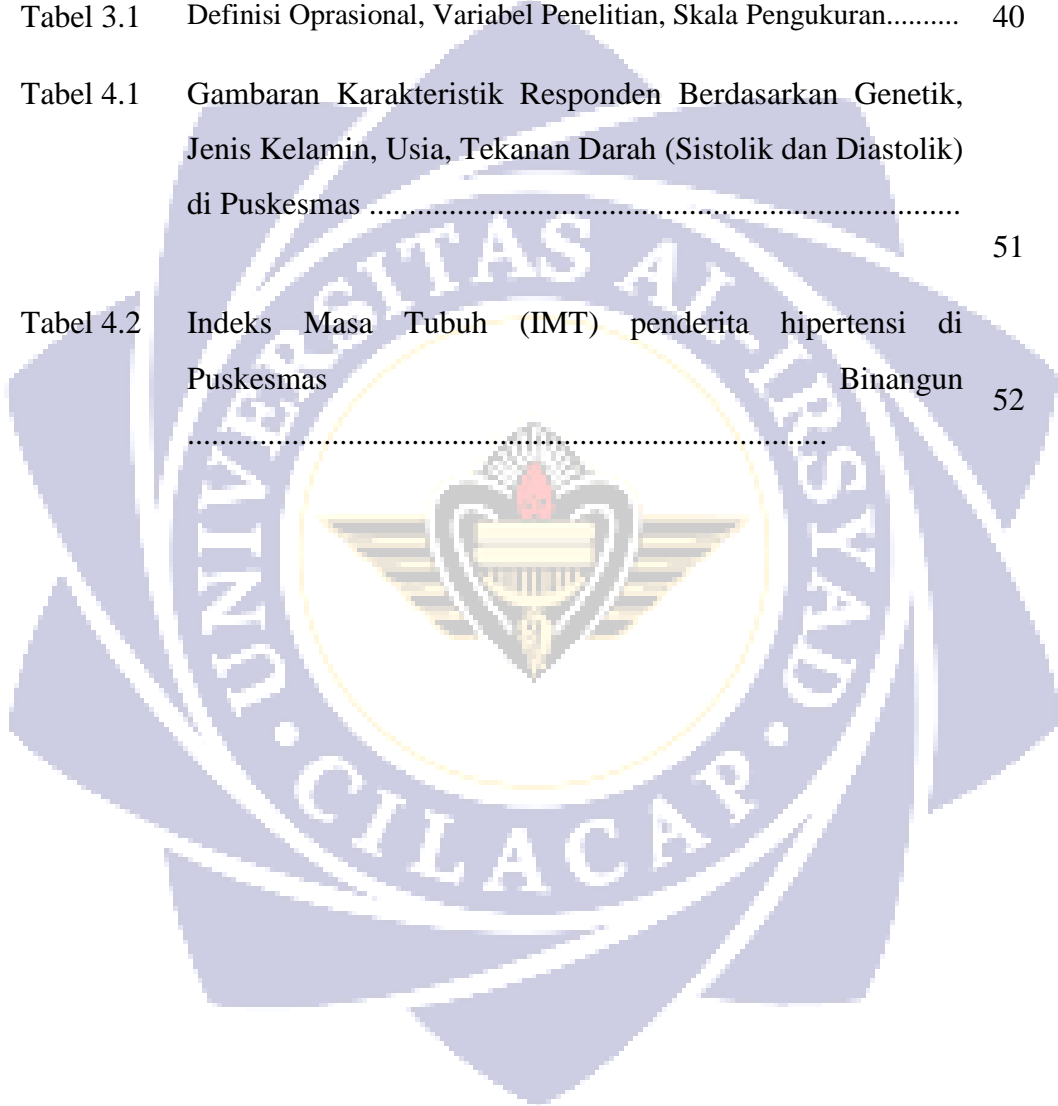 Tabel 3.1 Definisi Oprasional, Variabel Penelitian, Skala Pengukuran.......... 40
Tabel 4.1 Gambaran Karakteristik Responden Berdasarkan Genetik,
Jenis Kelamin, Usia, Tekanan Darah (Sistolik dan Diastolik)
di Puskesmas ..........................................................................
51
Tabel 4.2 Indeks Masa Tubuh (IMT) penderita hipertensi di
Puskesmas Binangun
52
................................................................................
UNIVERSITAS AL-IRSYAD
CILACAP